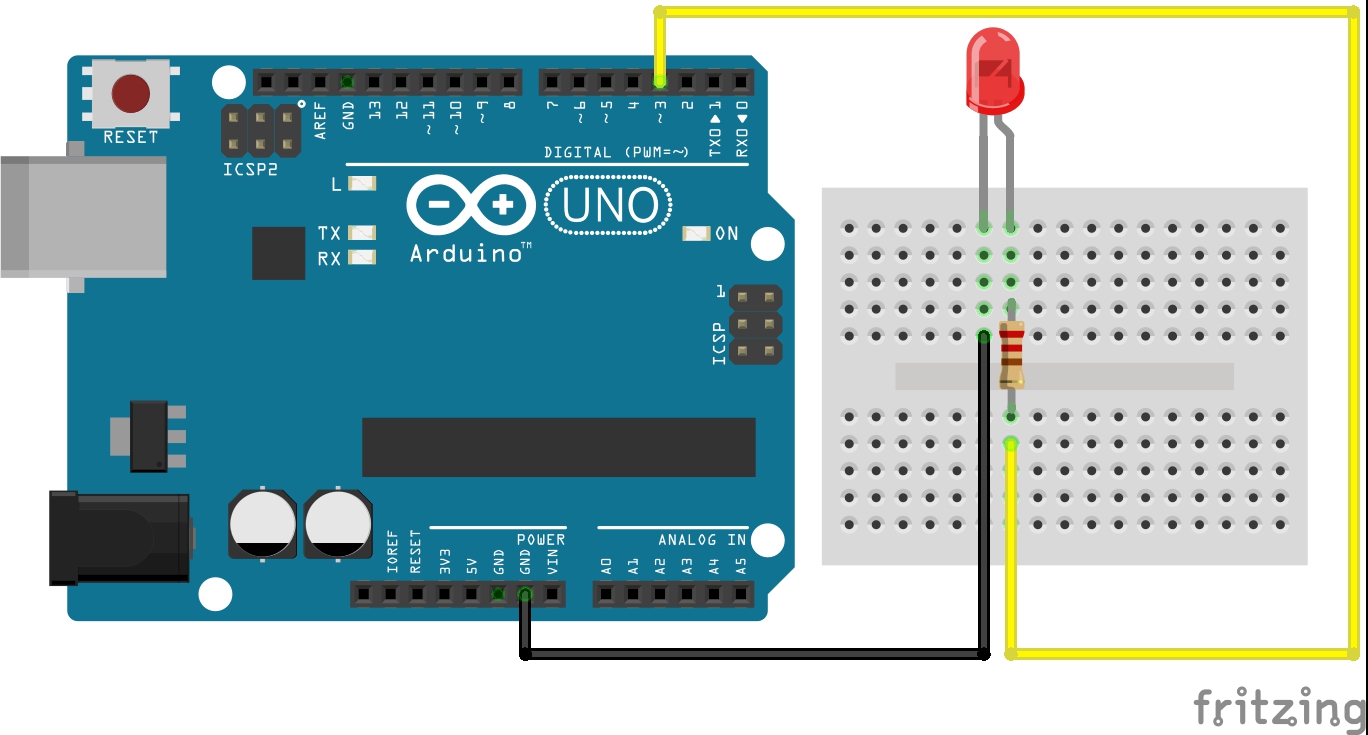 RESET
ICSP2
AREF
GND
13
12
~11
~10
~9
8
7
~6
~5
4
~3
2
TX0▶1
RX0◀0
DIGITAL (PWM=~)
L
TX
RX
Arduino™
UNO
ON
1
ICSP
IOREF
RESET
3V3
5V
GND
GND
VIN
POWER
ANALOG IN
A0
A1
A2
A3
A4
A5
fritzing